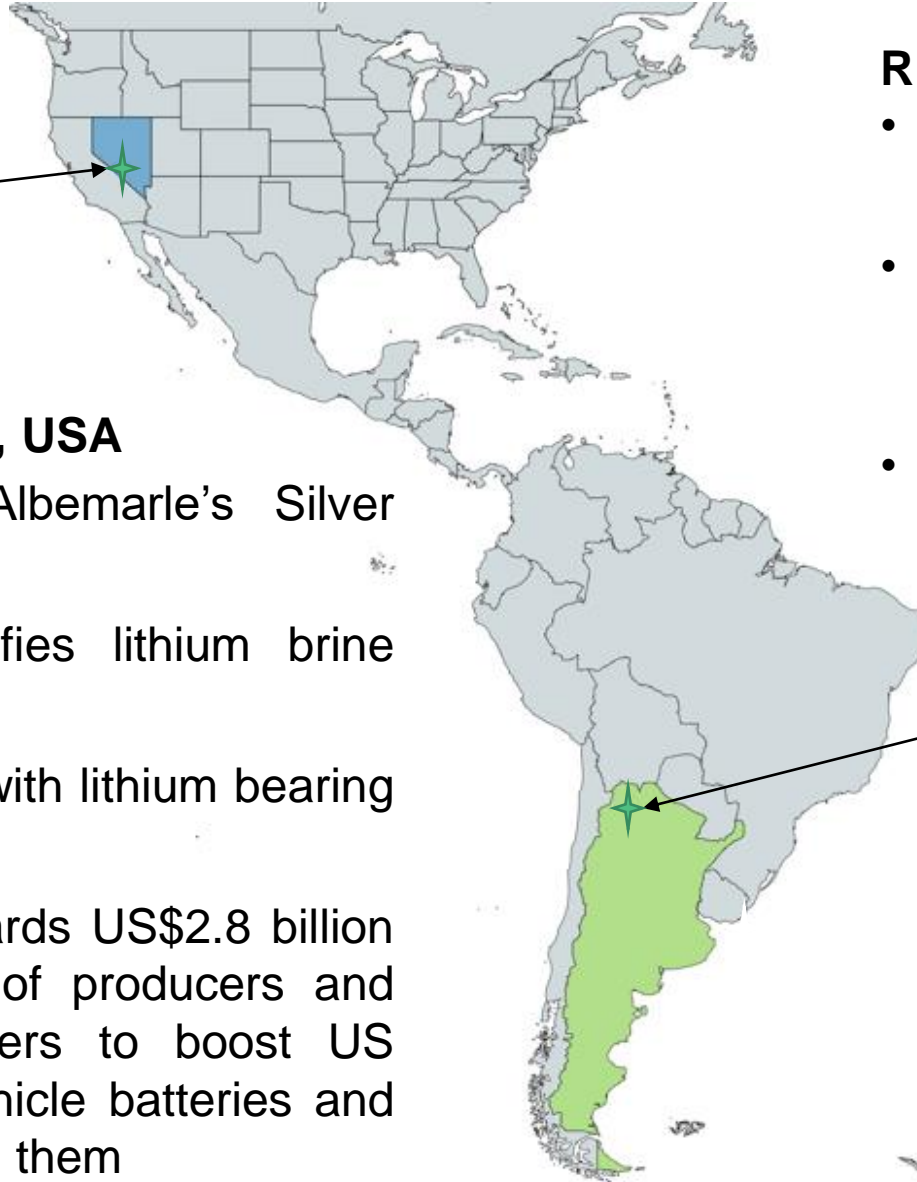 , USA
Albemarle’s Silver
fies lithium brine
with lithium bearing
ards US$2.8 billion
of producers and
ers to boost US
nicle batteries and
them
R
•
•
•